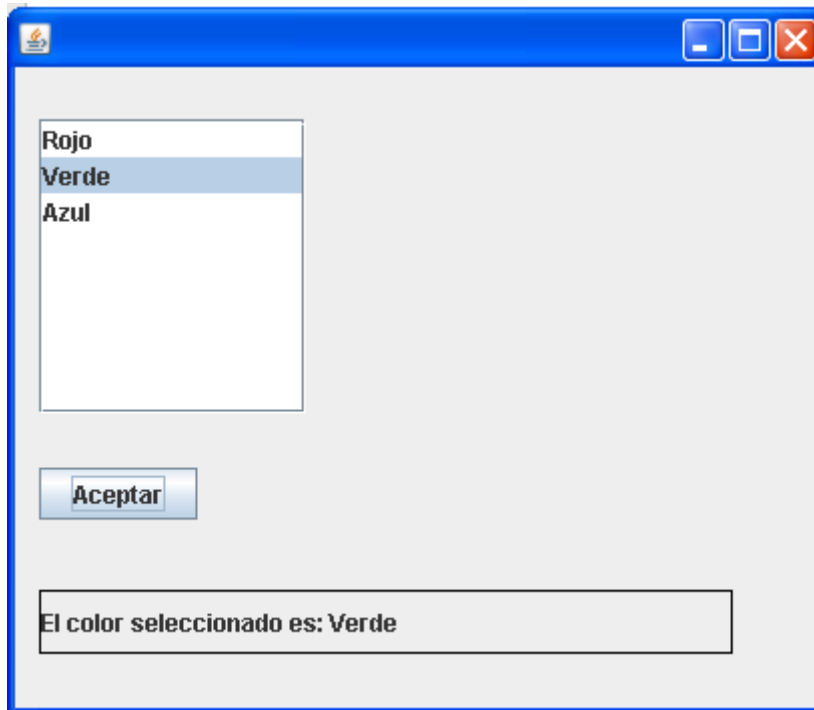 Rojo
Verde
Azul
Aceptar
El color seleccionado es: Verde